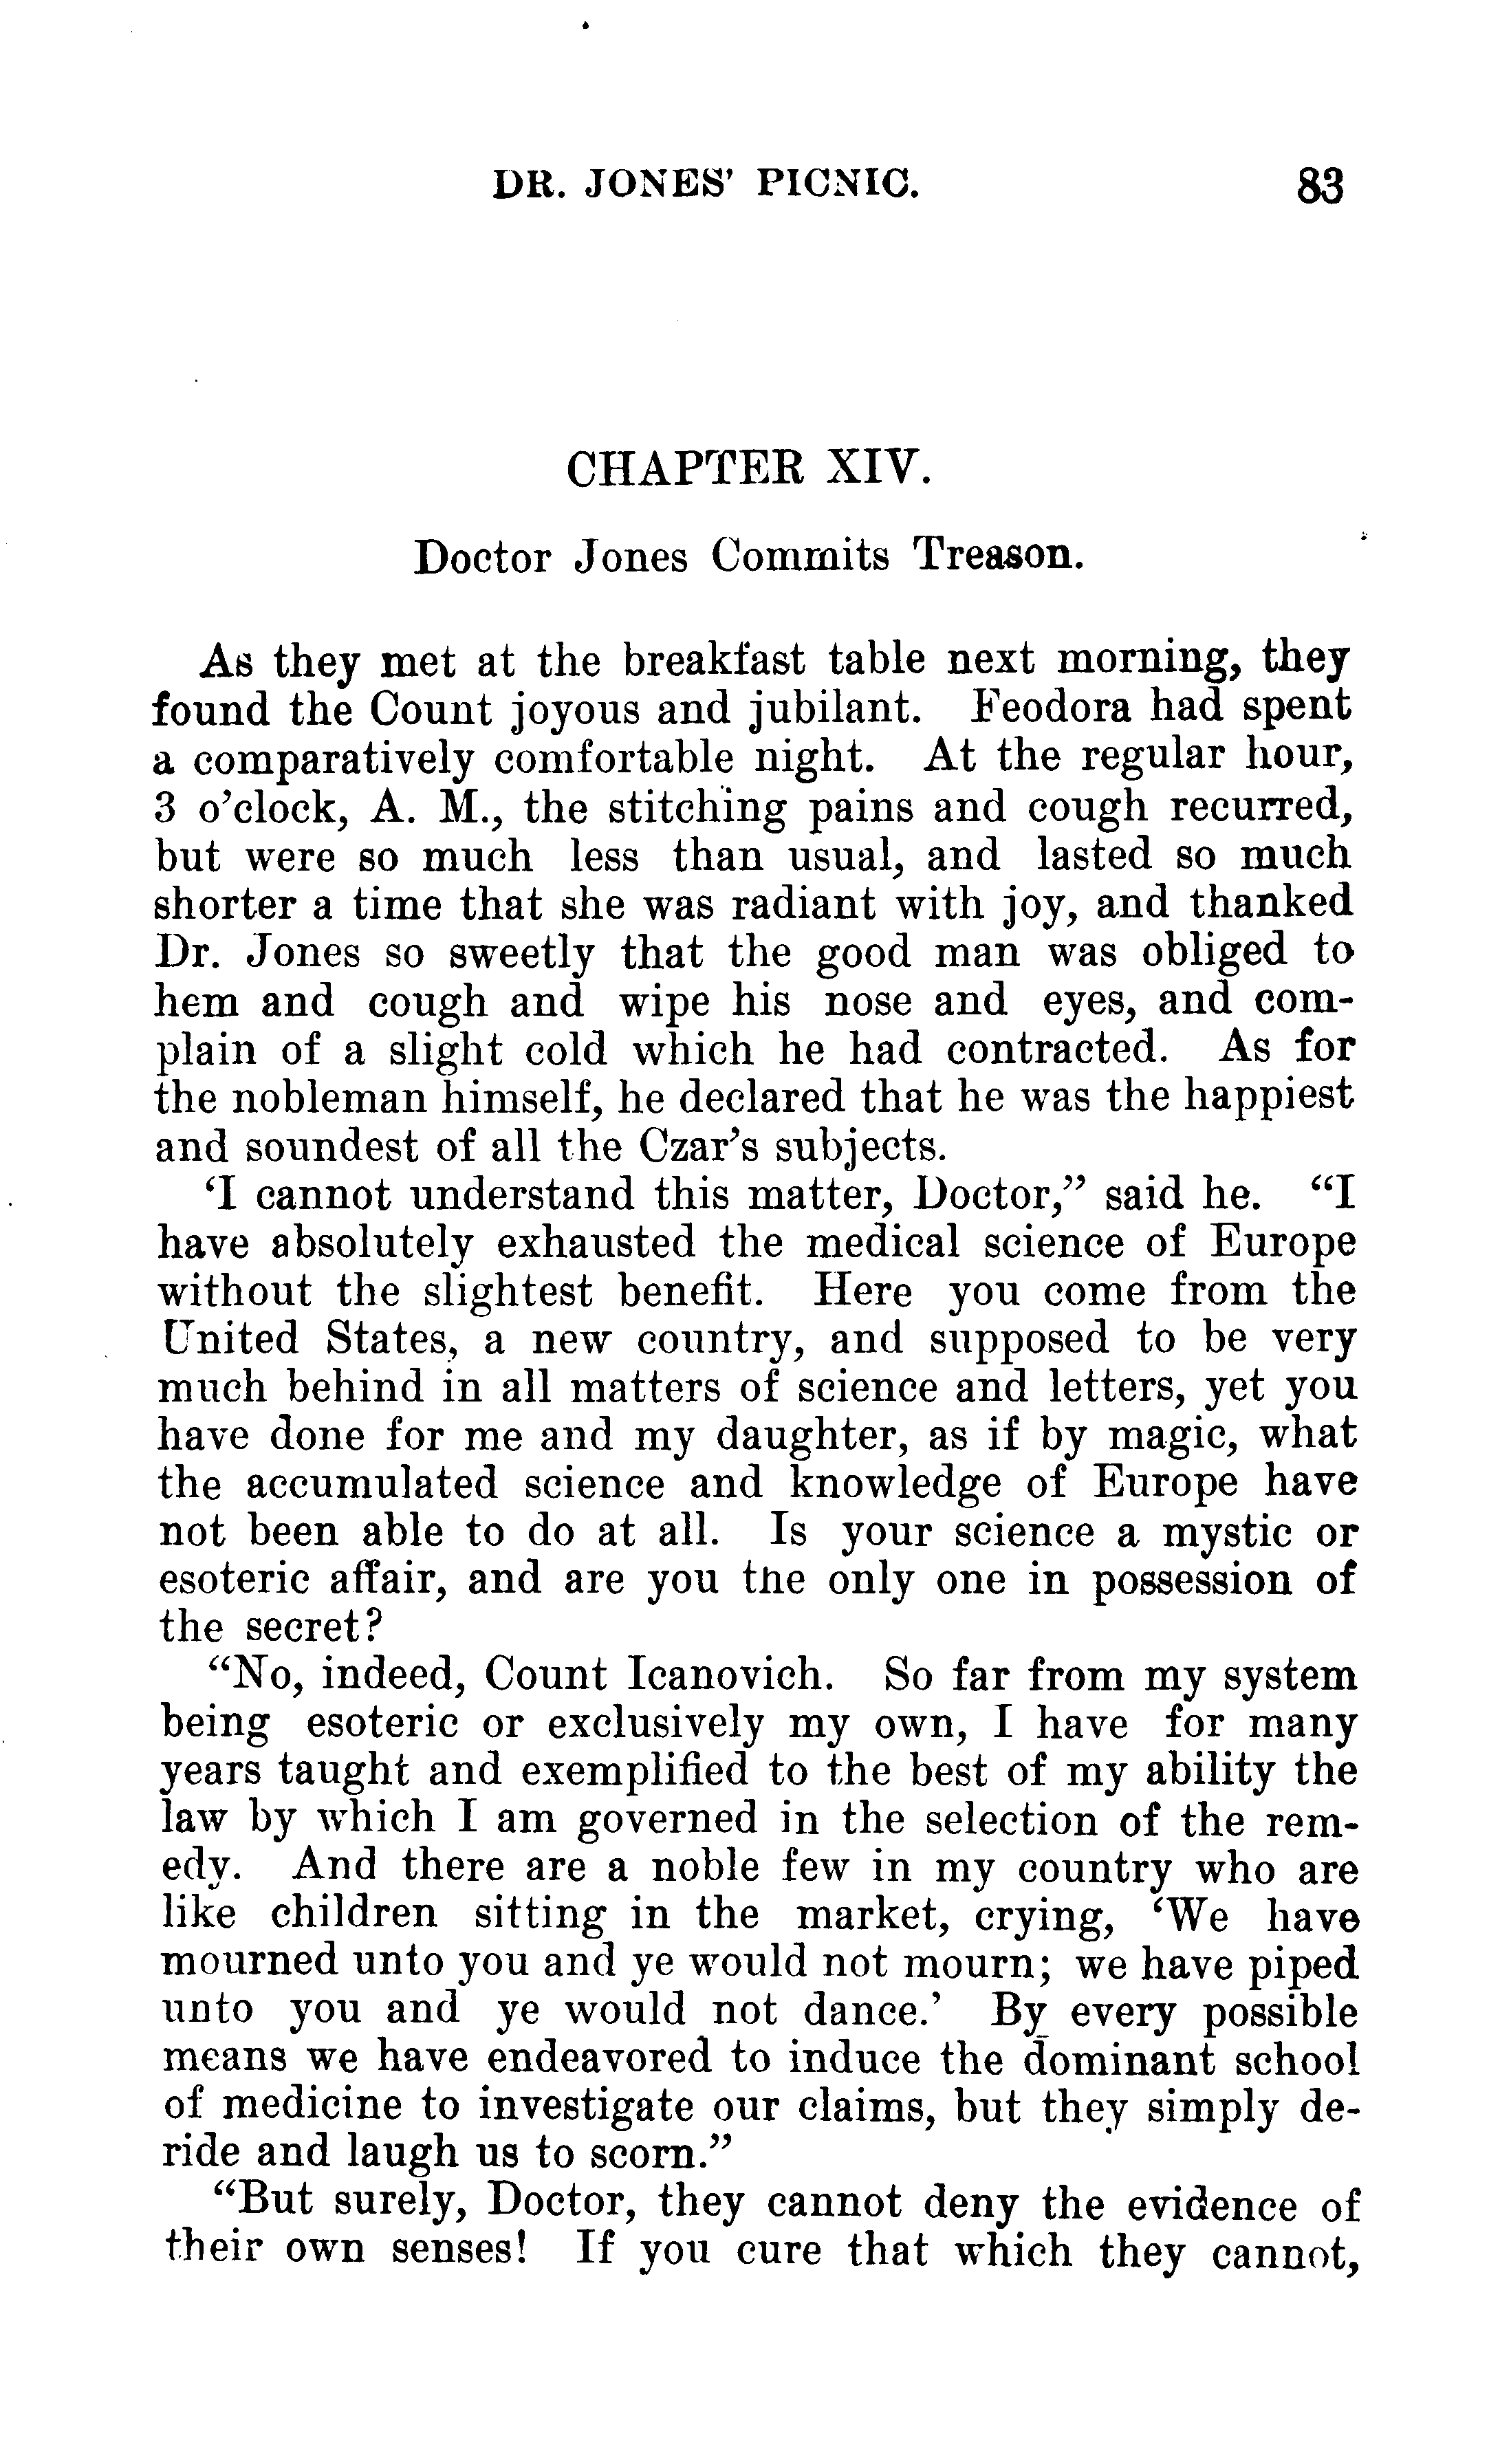 DR. JONES' PICNIC. 83
CHAPTER XIV.
Doctor Jones Commits Treason.
As they met at the breakfast table next morning, they
found the Count joyous and jubilant. Feodora had spent
a comparatively comfortable night. At the regular hour,
3 o'clock, A. M., the stitching pains and cough recurred,
but were so much less than usual, and lasted so much
shorter a time that she was radiant with joy, and thanked
Dr. Jones so sweetly that the good man was obliged to
hem and cough and wipe his nose and eyes, and com-
plain of a slight cold which he had contracted. As for
the nobleman himself, he declared that he was the happiest
and soundest of all the Czar's subjects.
‘I cannot understand this matter, Doctor,” said he. “I
have absolutely exhausted the medical science of Europe
without the slightest benefit. Here you come from the
United States, a new country, and supposed to be very
much behind in all matters of science and letters, yet you
have done for me and my daughter, as if by magic, what
the accumulated science and knowledge of Europe have
not been able to do at all. Is your science a mystic or
esoteric affair, and are you the only one in possession of
the secret?
“No, indeed, Count Icanovich. So far from my system
being esoteric or exclusively my own, I have for many
years taught and exemplified to the best of my ability the
law by which I am governed in the selection of the rem-
edy. And there are a noble few in my country who are
like children sitting in the market, crying, ‘We have
mourned unto you and ye would not mourn; we have piped
unto you and ye would not dance.’ By every possible
means we have endeavored to induce the dominant school
of medicine to investigate our claims, but they simply de-
ride and laugh us to scorn.”
“But surely, Doctor, they cannot deny the evidence of
their own senses! If you cure that which they cannot,